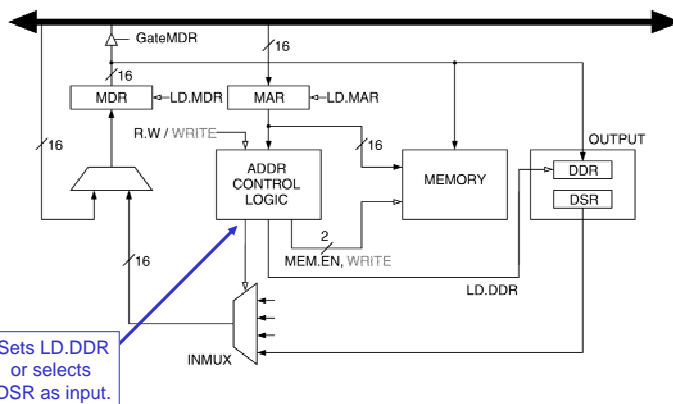 GateMDR
16
16
MDR
LD.MDR
MAR
LD.MAR
R.W / WRITE
16
16
OUTPUT
ADDR
CONTROL
LOGIC
MEMORY
DDR
DSR
2
MEM.EN, WRITE
16
LD.DDR
INMUX
Sets LD.DDR
or selects
DSR as input.